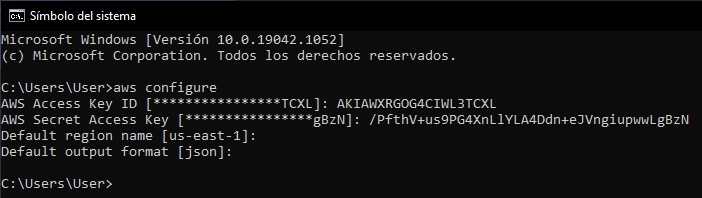 Símbolo del sistema
Microsoft Windows [Versión 10.0.19042.1052]
(c) Microsoft Corporation. Todos los derechos reservados.
C:\Users\User>aws configure
AWS Access Key ID [****************TCXL]: AKIAWXRGOG4CIWL3TCXL
AWS Secret Access Key [****************gBzN]: 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
Default region name [us-east-1]:
Default output format [json]:
C:\Users\User>